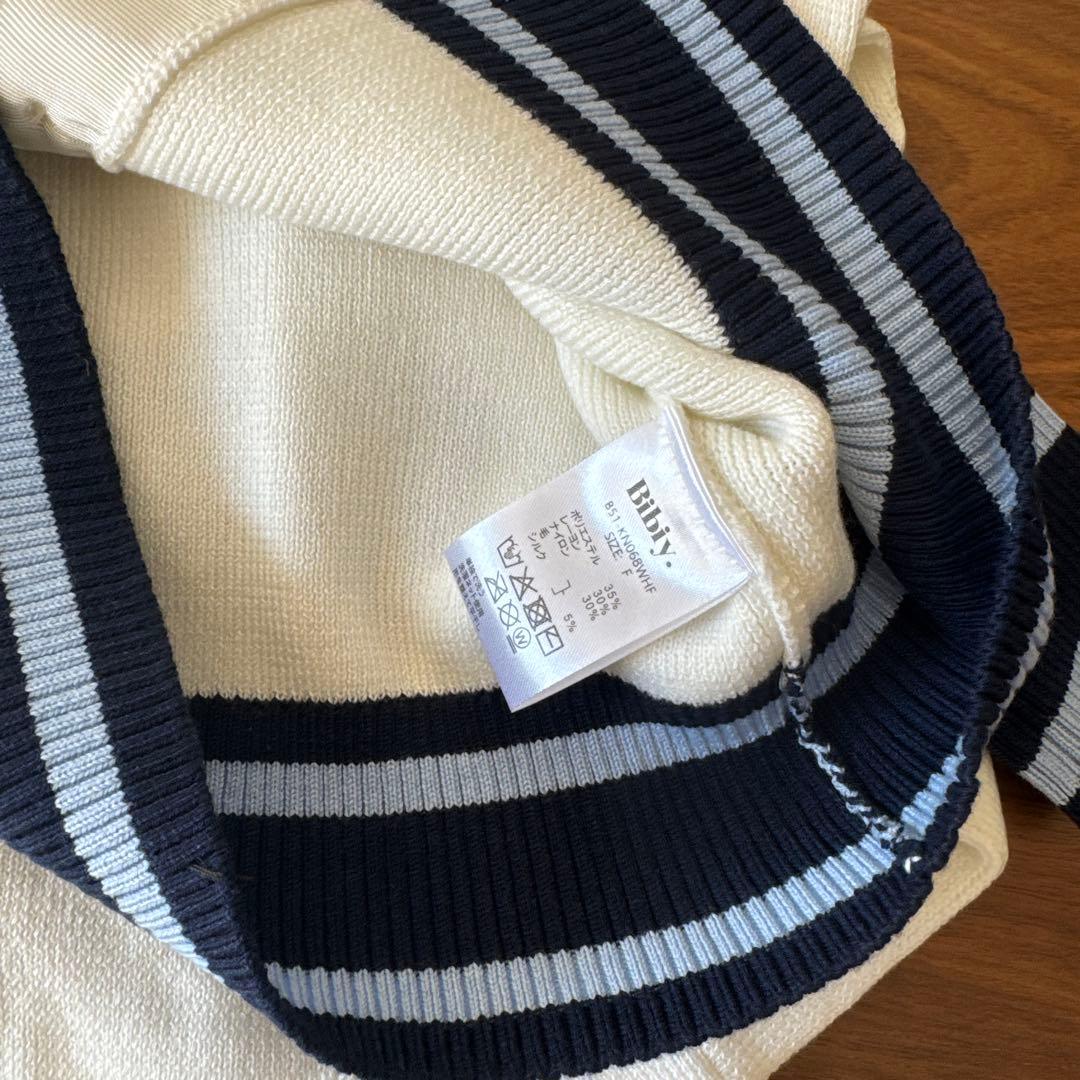 Bibiy.
B51-KN068WHF
SIZE: F
ポリエステル 35%
レーヨン 30%
ナイロン 30%
毛
シルク ] 5%
W